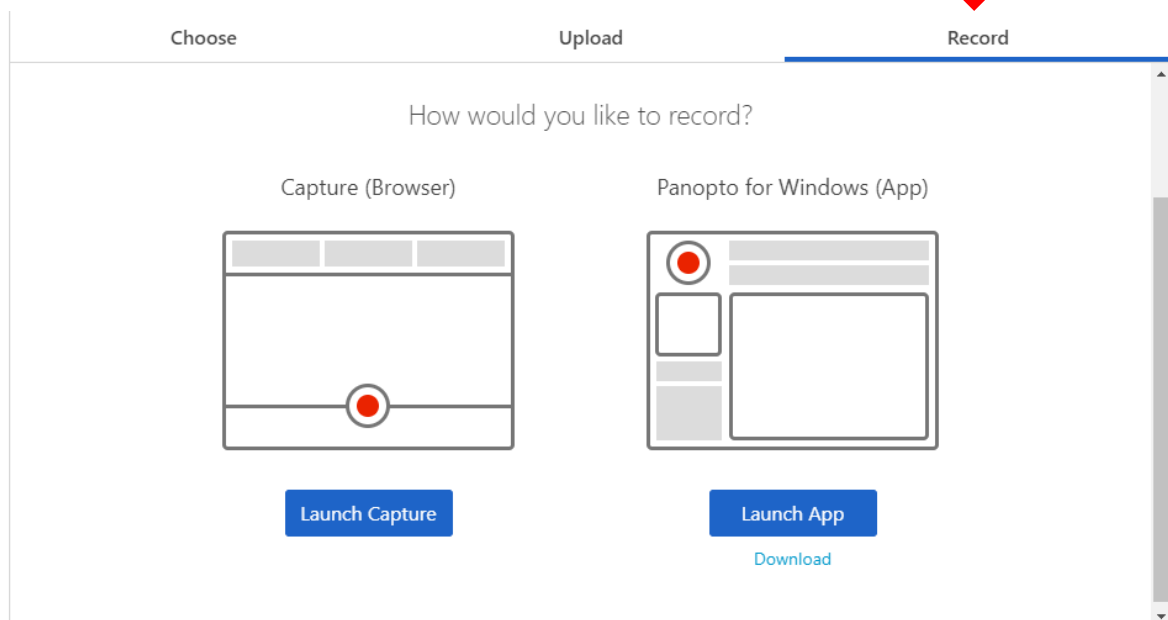 Choose Upload Record
How would you like to record?
Capture (Browser) Panopto for Windows (App)
Launch Capture Launch App
Download